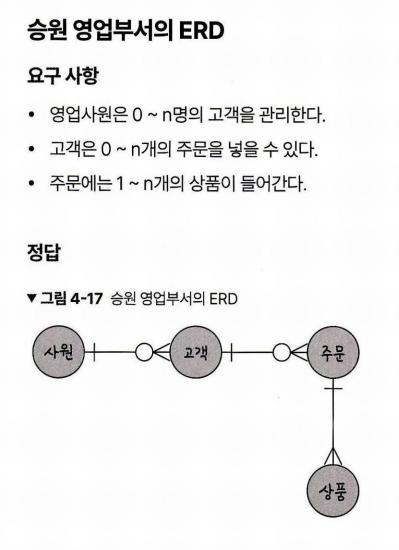 승원 영업부서의 ERD
요구 사항
• 영업사원은 0 ~ n명의 고객을 관리한다.
• 고객은 0 ~ n개의 주문을 넣을 수 있다.
• 주문에는 1 ~ n개의 상품이 들어간다.
정답
▼ 그림 4-17 승원 영업부서의 ERD
사원 고객 주문
상품